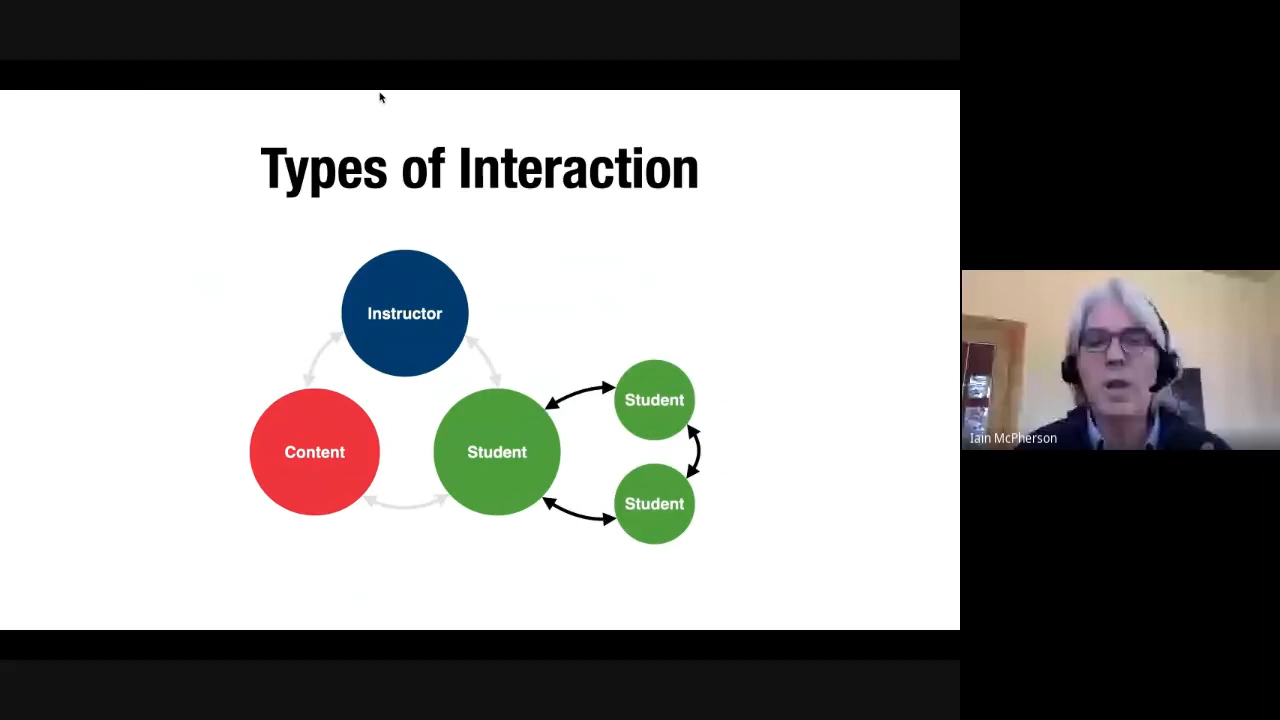 Types of Interaction
Instructor
Student
Content
Student
Student
Iain McPherson